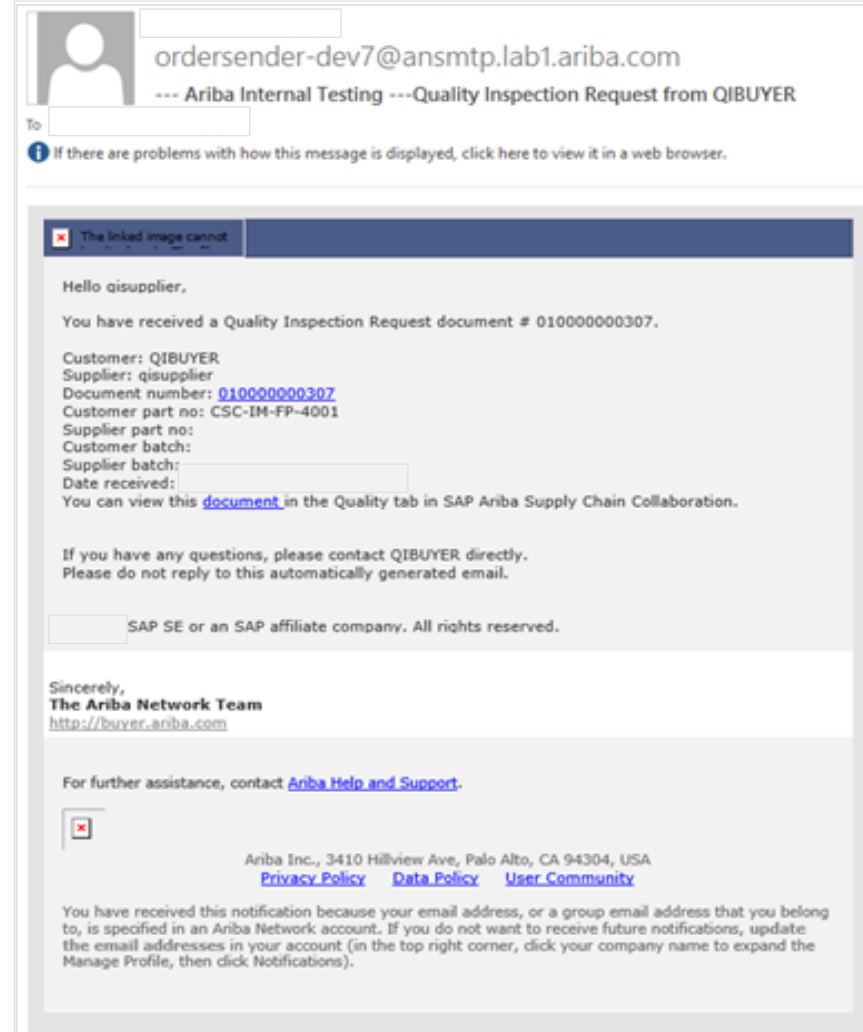 ordersender-dev7@ansmtp.lab1.ariba.com
--- Ariba Internal Testing ---Quality Inspection Request from QIBUYER
To
If there are problems with how this message is displayed, click here to view it in a web browser.
The linked image cannot
Hello qisupplier,
You have received a Quality Inspection Request document # 010000000307.
Customer: QIBUYER
Supplier: qisupplier
Document number: 010000000307
Customer part no: CSC-IM-FP-4001
Supplier part no:
Customer batch:
Supplier batch:
Date received:
You can view this document in the Quality tab in SAP Ariba Supply Chain Collaboration.
If you have any questions, please contact QIBUYER directly.
Please do not reply to this automatically generated email.
SAP SE or an SAP affiliate company. All rights reserved.
Sincerely,
The Ariba Network Team
http://buyer.ariba.com
For further assistance, contact Ariba Help and Support.
Ariba Inc., 3410 Hillview Ave, Palo Alto, CA 94304, USA
Privacy Policy Data Policy User Community
You have received this notification because your email address, or a group email address that you belong
to, is specified in an Ariba Network account. If you do not want to receive future notifications, update
the email addresses in your account (in the top right corner, click your company name to expand the
Manage Profile, then click Notifications).